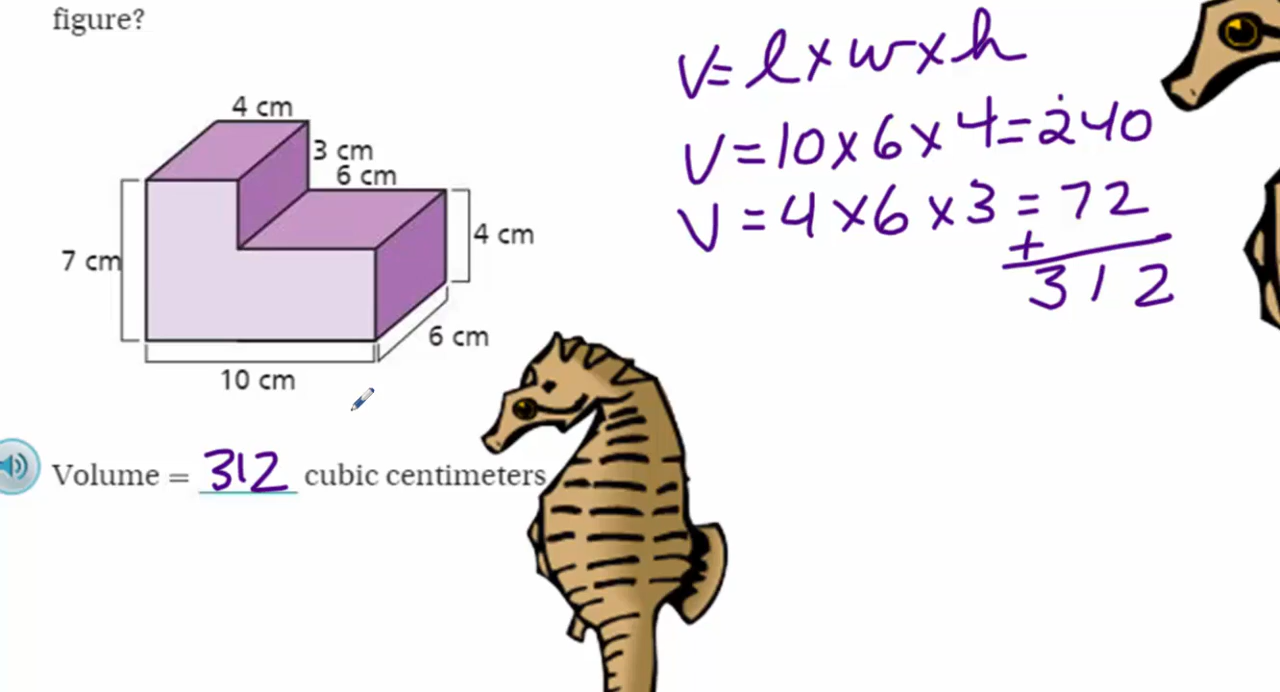 figure?
4 cm
3 cm
6 cm
7 cm
4 cm
6 cm
10 cm
Volume = 312 cubic centimeters
V= l x w x h
V = 10 x 6 x 4 = 240
V = 4 x 6 x 3 = 72
+
312